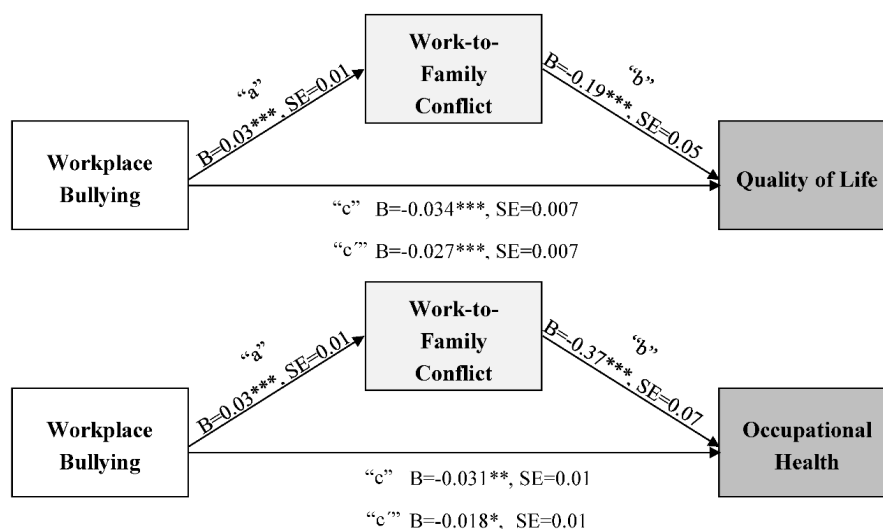 Work-to-
Family
Conflict
“a”
B=0.03***, SE=0.01
“b”
B=-0.19***, SE=0.05
Workplace
Bullying
Quality of Life
“c” B=-0.034***, SE=0.007
“c´” B=-0.027***, SE=0.007
Work-to-
Family
Conflict
“a”
B=0.03***, SE=0.01
“b”
B=-0.37***, SE=0.07
Workplace
Bullying
Occupational
Health
“c” B=-0.031**, SE=0.01
“c´” B=-0.018*, SE=0.01